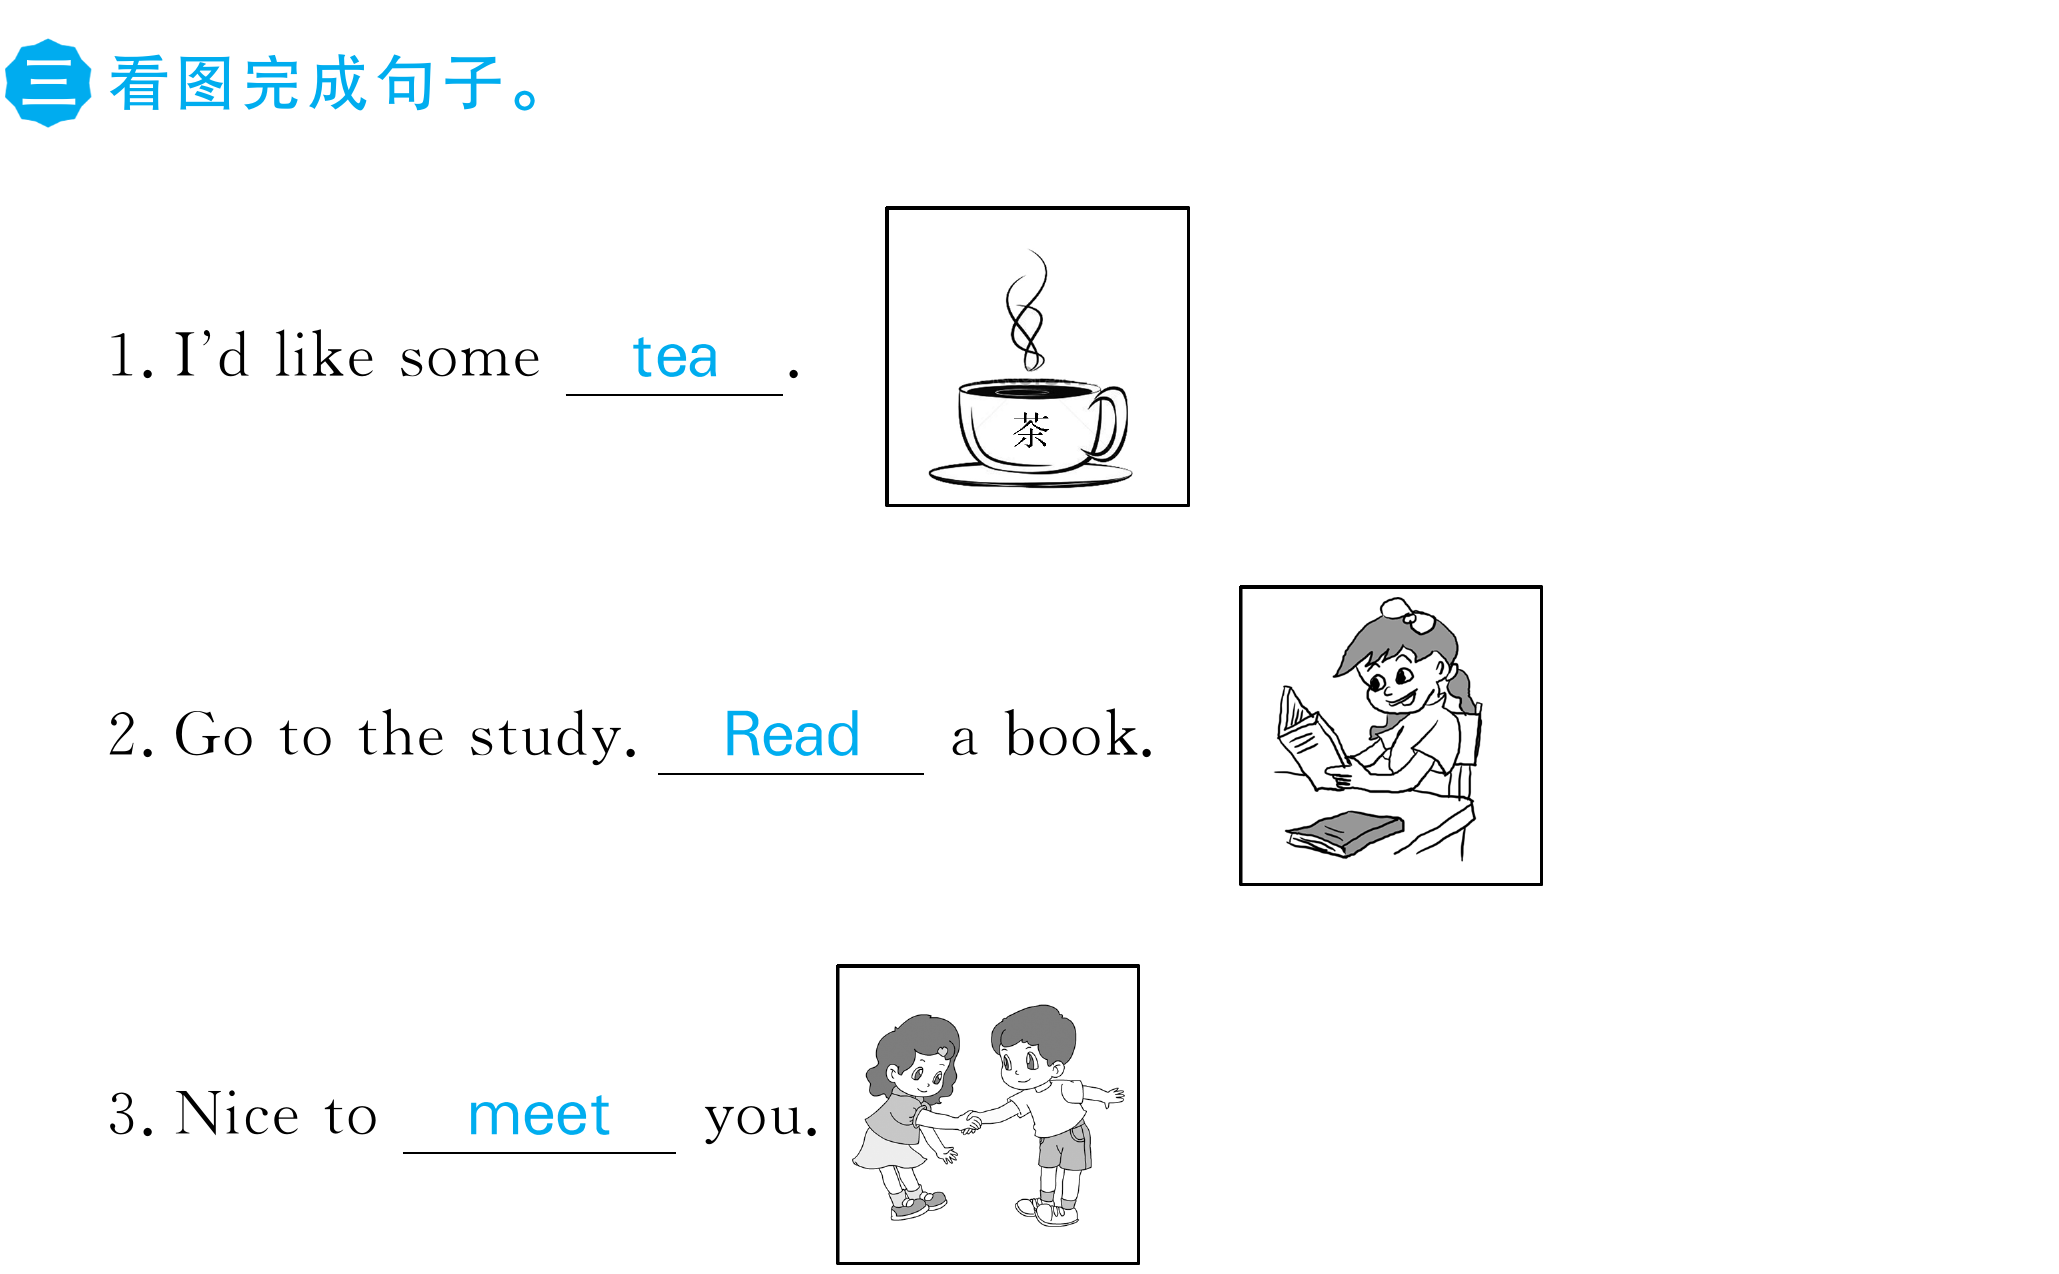 三 看图完成句子。
茶
1. I’d like some tea .
2. Go to the study. Read a book.
3. Nice to meet you.